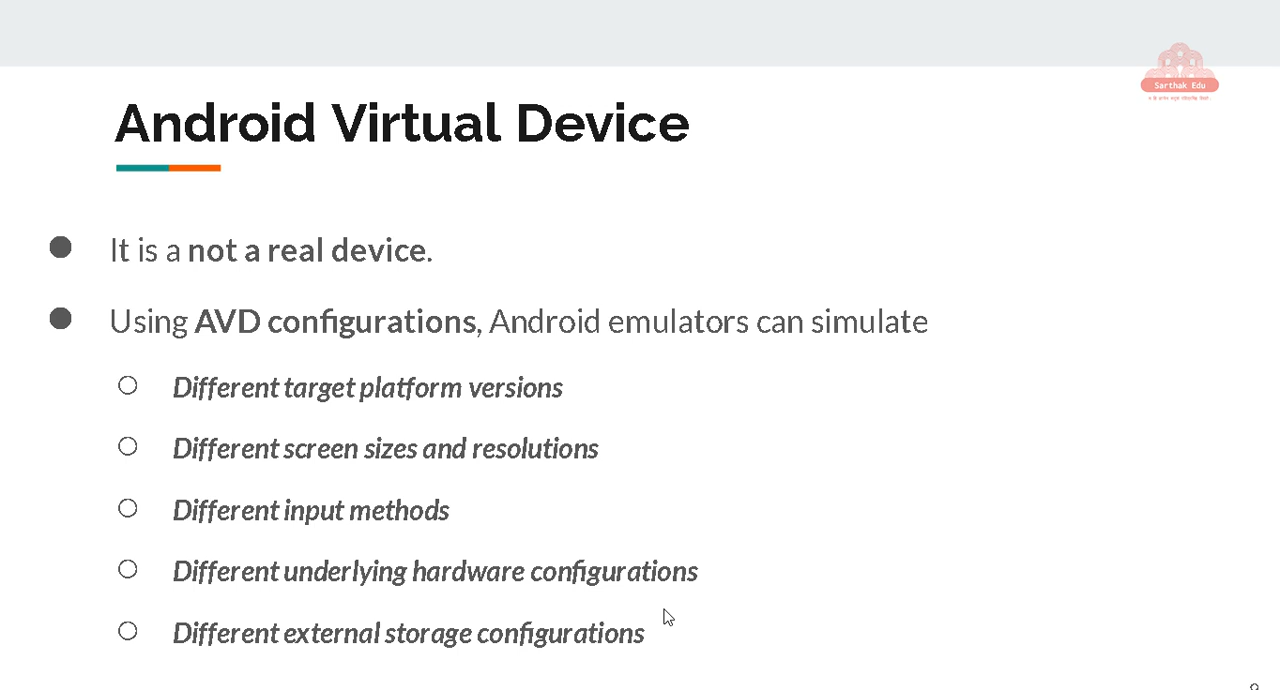 Sarthak Edu
Android Virtual Device
It is a not a real device.
Using AVD configurations, Android emulators can simulate
Different target platform versions
Different screen sizes and resolutions
Different input methods
Different underlying hardware configurations
Different external storage configurations